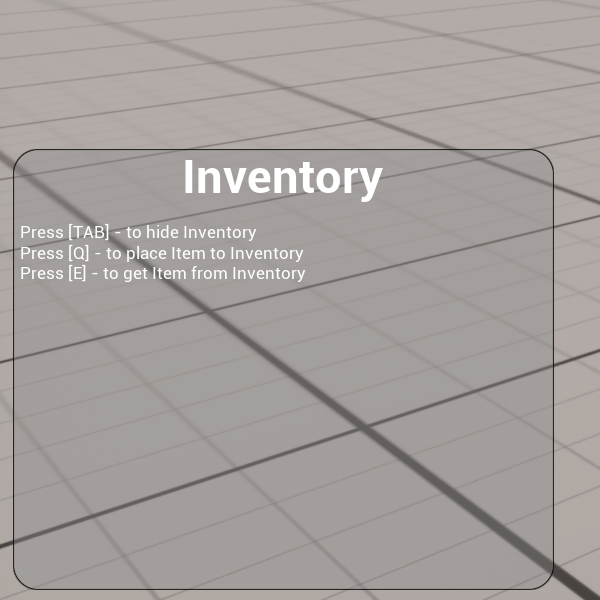 Inventory
Press [TAB] - to hide Inventory
Press [Q] - to place Item to Inventory
Press [E] - to get Item from Inventory